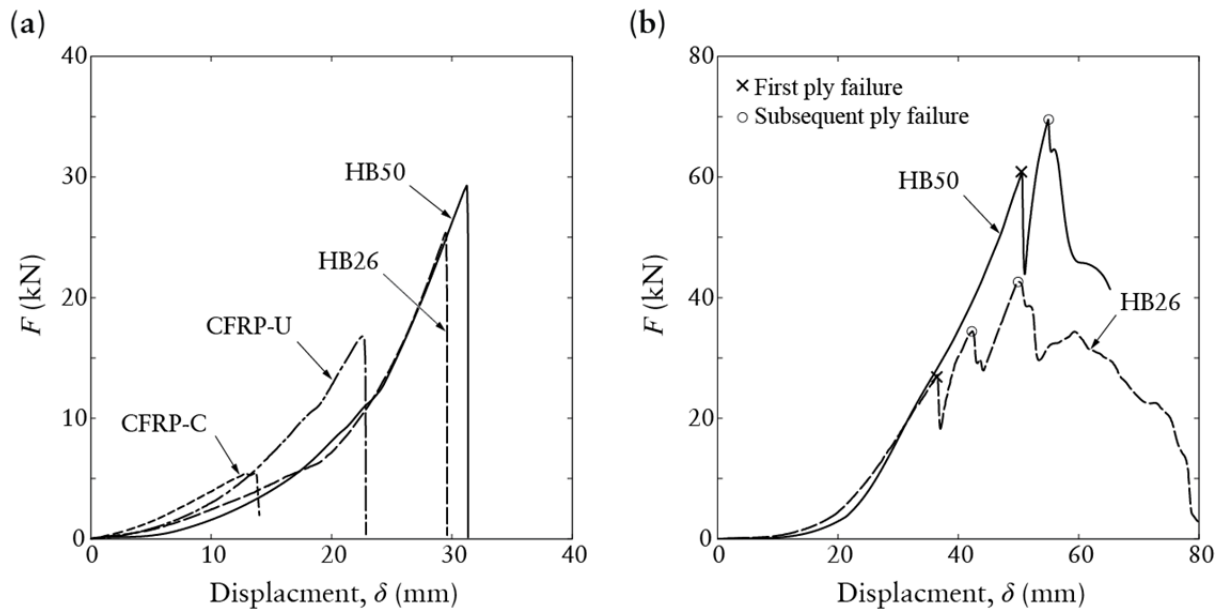 (a)
40
30
20
10
0
F (kN)
HB50
HB26
CFRP-U
CFRP-C
0 10 20 30 40
Displacment, δ (mm)
(b)
80
60
40
20
0
F (kN)
× First ply failure
○ Subsequent ply failure
HB50
HB26
0 20 40 60 80
Displacment, δ (mm)